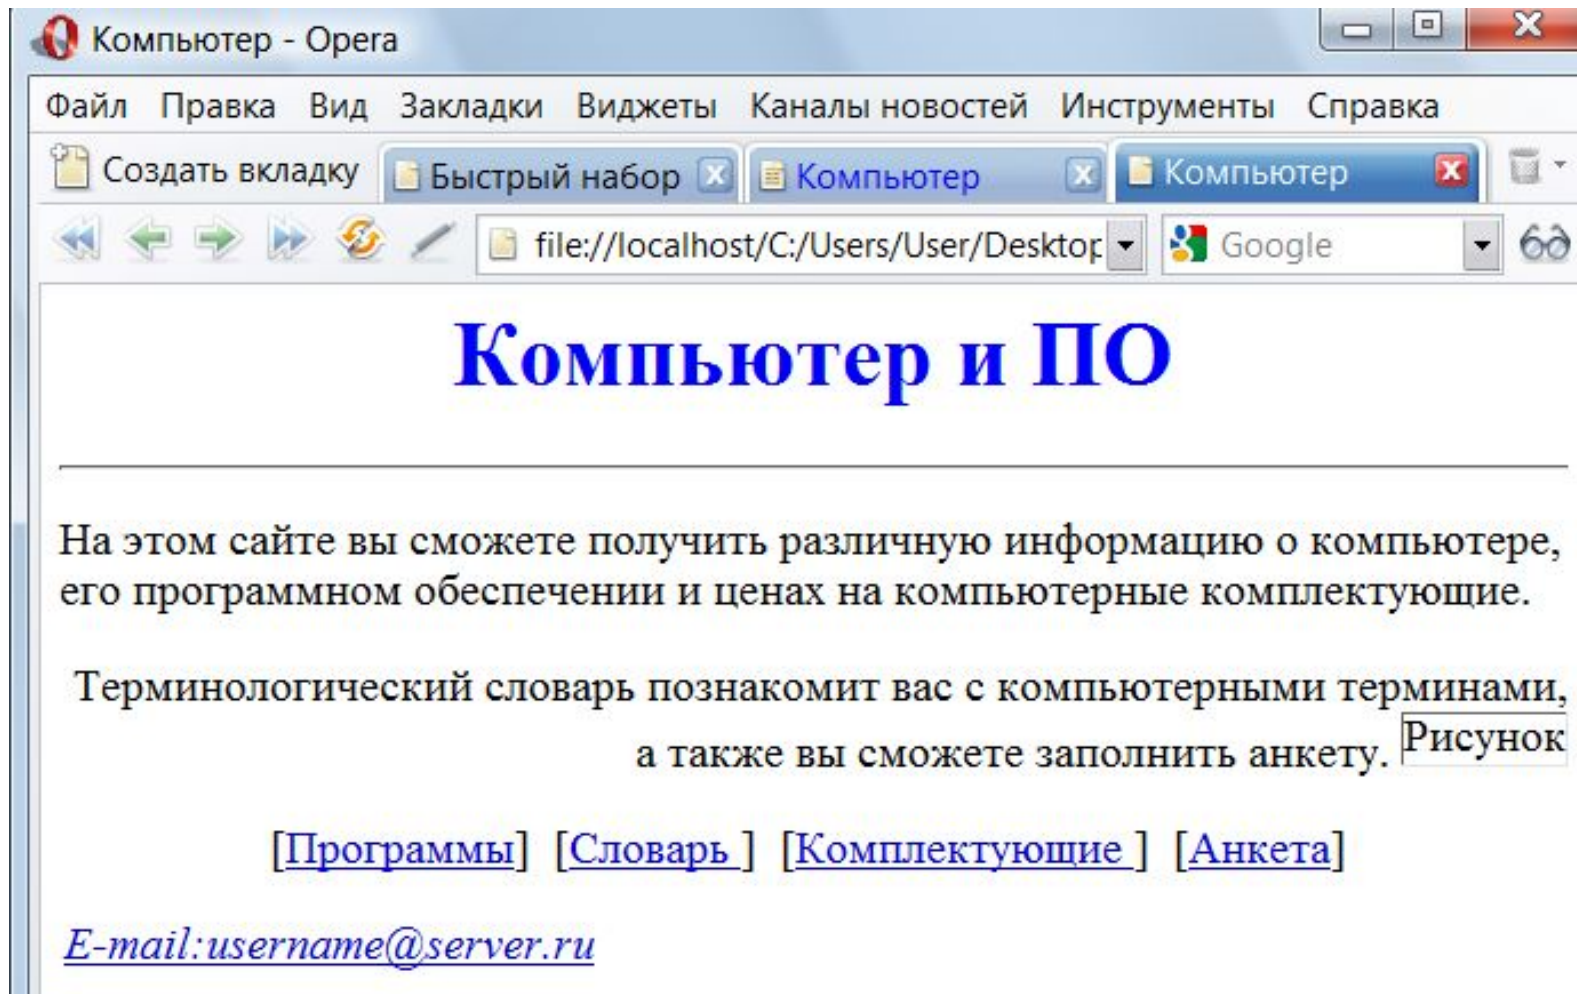 Компьютер - Opera
Файл Правка Вид Закладки Виджеты Каналы новостей Инструменты Справка
Создать вкладку Быстрый набор Компьютер Компьютер
file://localhost/C:/Users/User/Desktop Google
Компьютер и ПО
На этом сайте вы сможете получить различную информацию о компьютере,
его программном обеспечении и ценах на компьютерные комплектующие.
Терминологический словарь познакомит вас с компьютерными терминами,
а также вы сможете заполнить анкету. Рисунок
[Программы] [Словарь ] [Комплектующие ] [Анкета]
E-mail:username@server.ru